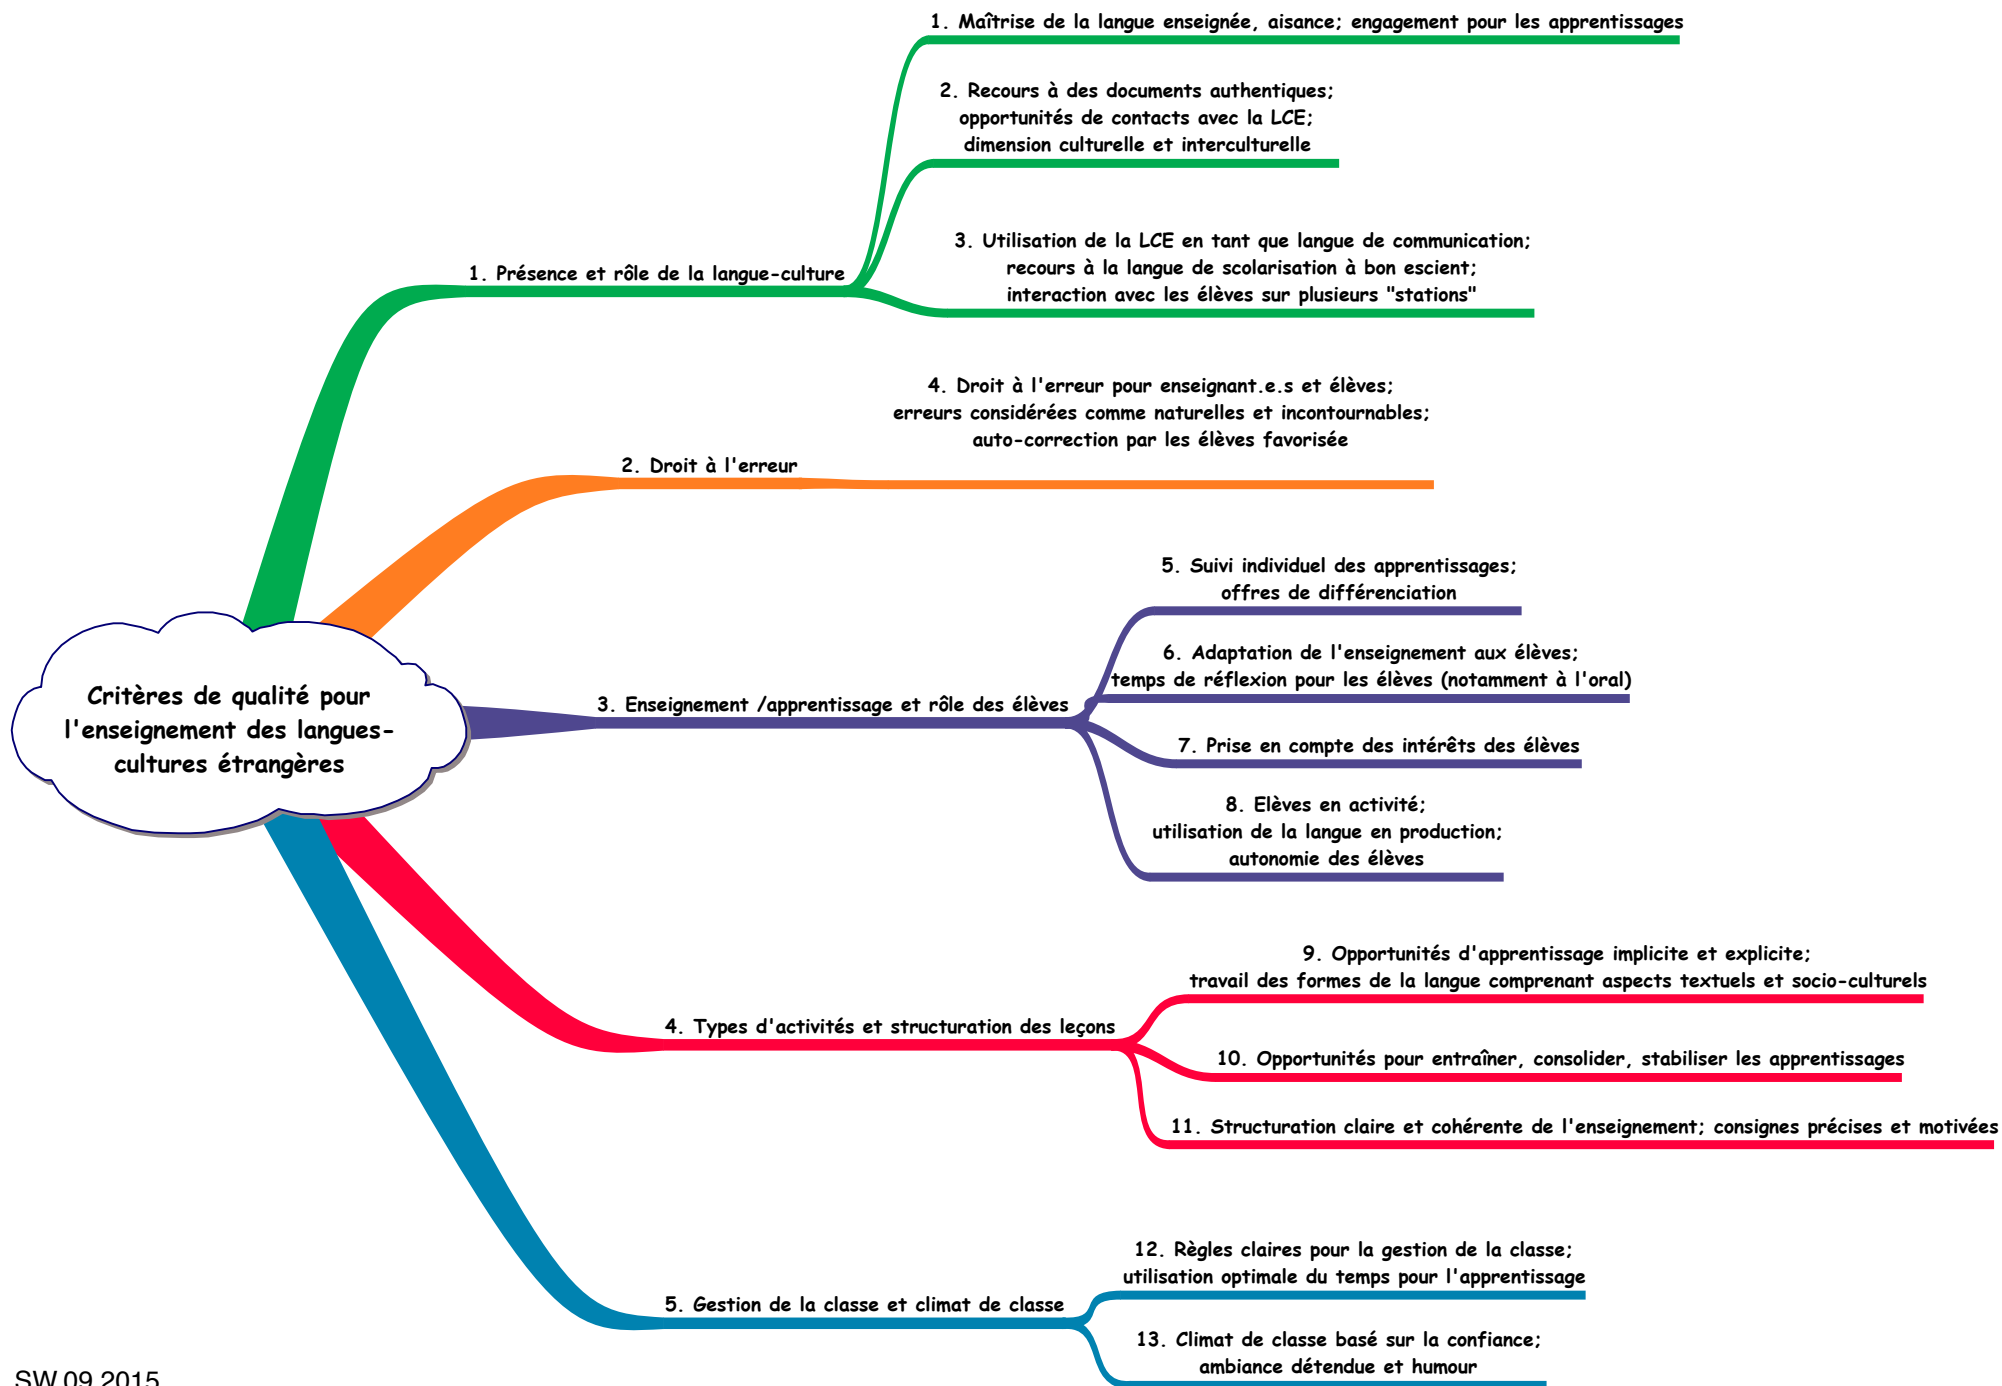 Critères de qualité pour
l'enseignement des langues-
cultures étrangères
1. Présence et rôle de la langue-culture
1. Maîtrise de la langue enseignée, aisance; engagement pour les apprentissages
2. Recours à des documents authentiques;
opportunités de contacts avec la LCE;
dimension culturelle et interculturelle
3. Utilisation de la LCE en tant que langue de communication;
recours à la langue de scolarisation à bon escient;
interaction avec les élèves sur plusieurs "stations"
2. Droit à l'erreur
4. Droit à l'erreur pour enseignant.e.s et élèves;
erreurs considérées comme naturelles et incontournables;
auto-correction par les élèves favorisée
3. Enseignement /apprentissage et rôle des élèves
5. Suivi individuel des apprentissages;
offres de différenciation
6. Adaptation de l'enseignement aux élèves;
temps de réflexion pour les élèves (notamment à l'oral)
7. Prise en compte des intérêts des élèves
8. Elèves en activité;
utilisation de la langue en production;
autonomie des élèves
4. Types d'activités et structuration des leçons
9. Opportunités d'apprentissage implicite et explicite;
travail des formes de la langue comprenant aspects textuels et socio-culturels
10. Opportunités pour entraîner, consolider, stabiliser les apprentissages
11. Structuration claire et cohérente de l'enseignement; consignes précises et motivées
5. Gestion de la classe et climat de classe
12. Règles claires pour la gestion de la classe;
utilisation optimale du temps pour l'apprentissage
13. Climat de classe basé sur la confiance;
ambiance détendue et humour
SW 09.2015